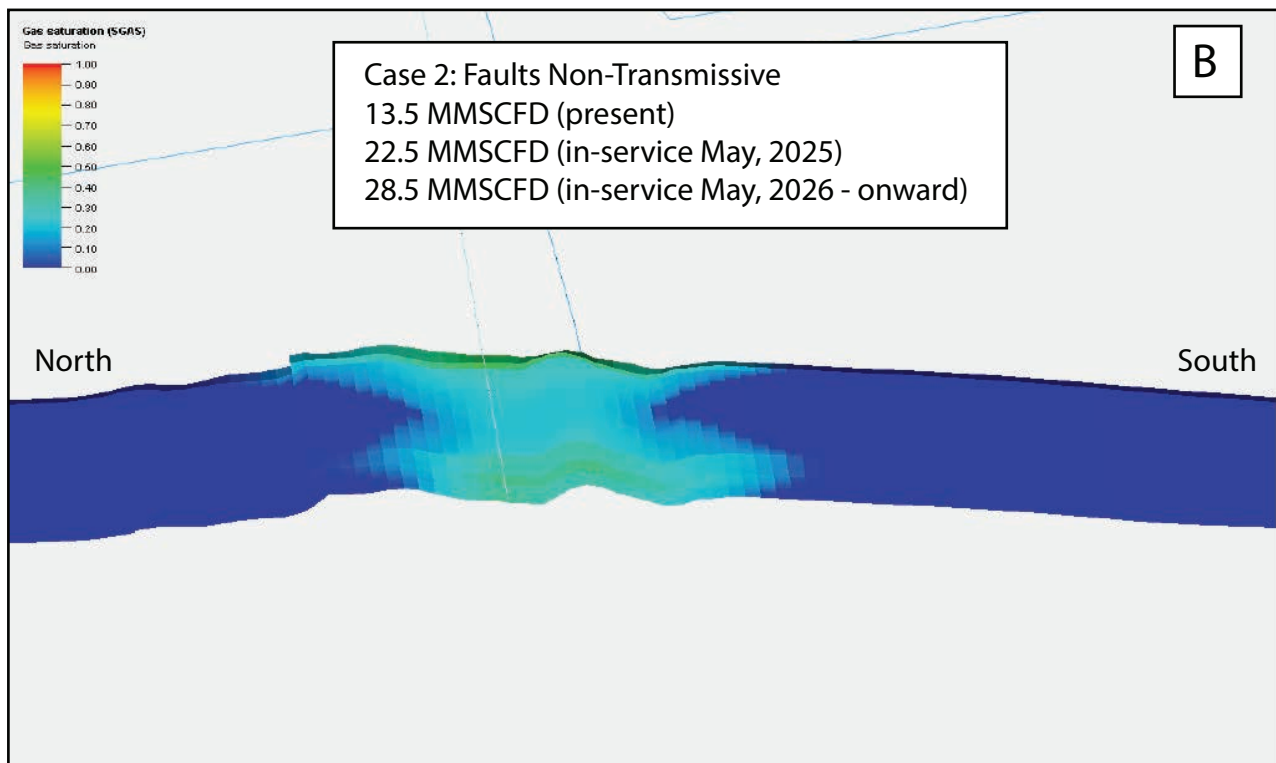 Gas saturation (SGAS)
Gas saturation
1.00
0.90
0.80
0.70
0.60
0.50
0.40
0.30
0.20
0.10
0.00
Case 2: Faults Non-Transmissive
13.5 MMSCFD (present)
22.5 MMSCFD (in-service May, 2025)
28.5 MMSCFD (in-service May, 2026 - onward)
B
North
South